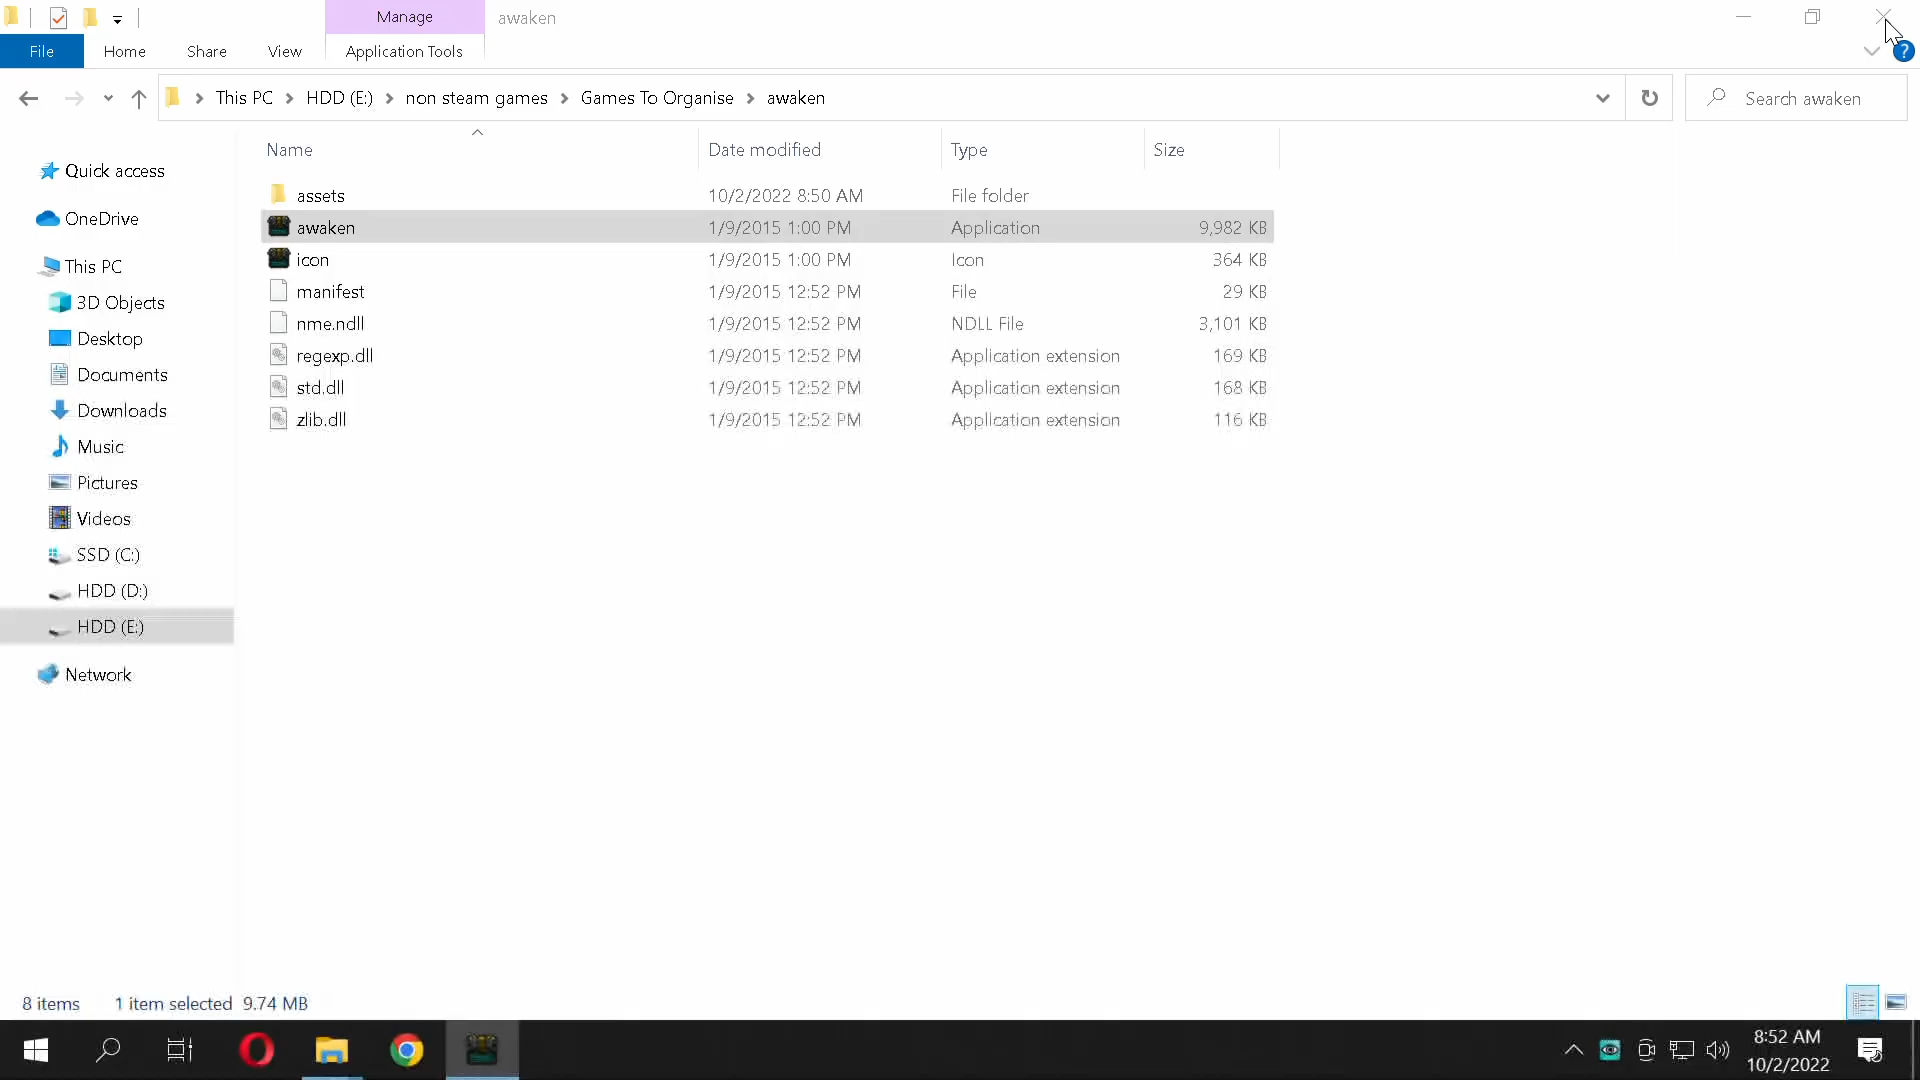 Manage
awaken
File
Home
Share
View
Application Tools
?
This PC
HDD (E:)
non steam games
Games To Organise
awaken
Search awaken
Name
Date modified
Type
Size
Quick access
OneDrive
This PC
3D Objects
Desktop
Documents
Downloads
Music
Pictures
Videos
SSD (C:)
HDD (D:)
HDD (E:)
Network
assets 10/2/2022 8:50 AM File folder
awaken 1/9/2015 1:00 PM Application 9,982 KB
icon 1/9/2015 1:00 PM Icon 364 KB
manifest 1/9/2015 12:52 PM File 29 KB
nme.ndll 1/9/2015 12:52 PM NDLL File 3,101 KB
regexp.dll 1/9/2015 12:52 PM Application extension 169 KB
std.dll 1/9/2015 12:52 PM Application extension 168 KB
zlib.dll 1/9/2015 12:52 PM Application extension 116 KB
8 items 1 item selected 9.74 MB
8:52 AM
10/2/2022